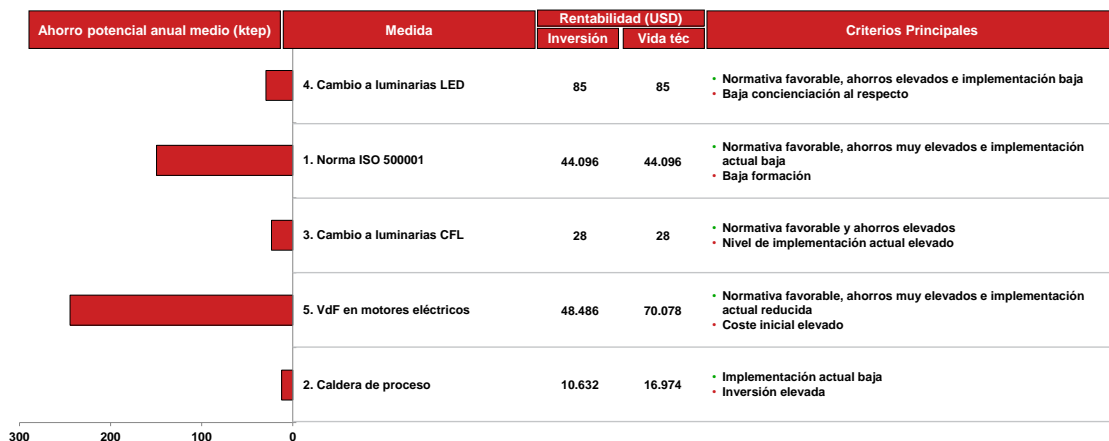 Ahorro potencial anual medio (ktep)
Medida
Rentabilidad (USD)
Inversión
Vida téc
Criterios Principales
4. Cambio a luminarias LED
85
85
• Normativa favorable, ahorros elevados e implementación baja
• Baja concienciación al respecto
1. Norma ISO 500001
44.096
44.096
• Normativa favorable, ahorros muy elevados e implementación
actual baja
• Baja formación
3. Cambio a luminarias CFL
28
28
• Normativa favorable y ahorros elevados
• Nivel de implementación actual elevado
5. VdF en motores eléctricos
48.486
70.078
• Normativa favorable, ahorros muy elevados e implementación
actual reducida
• Coste inicial elevado
2. Caldera de proceso
10.632
16.974
• Implementación actual baja
• Inversión elevada
300
200
100
0